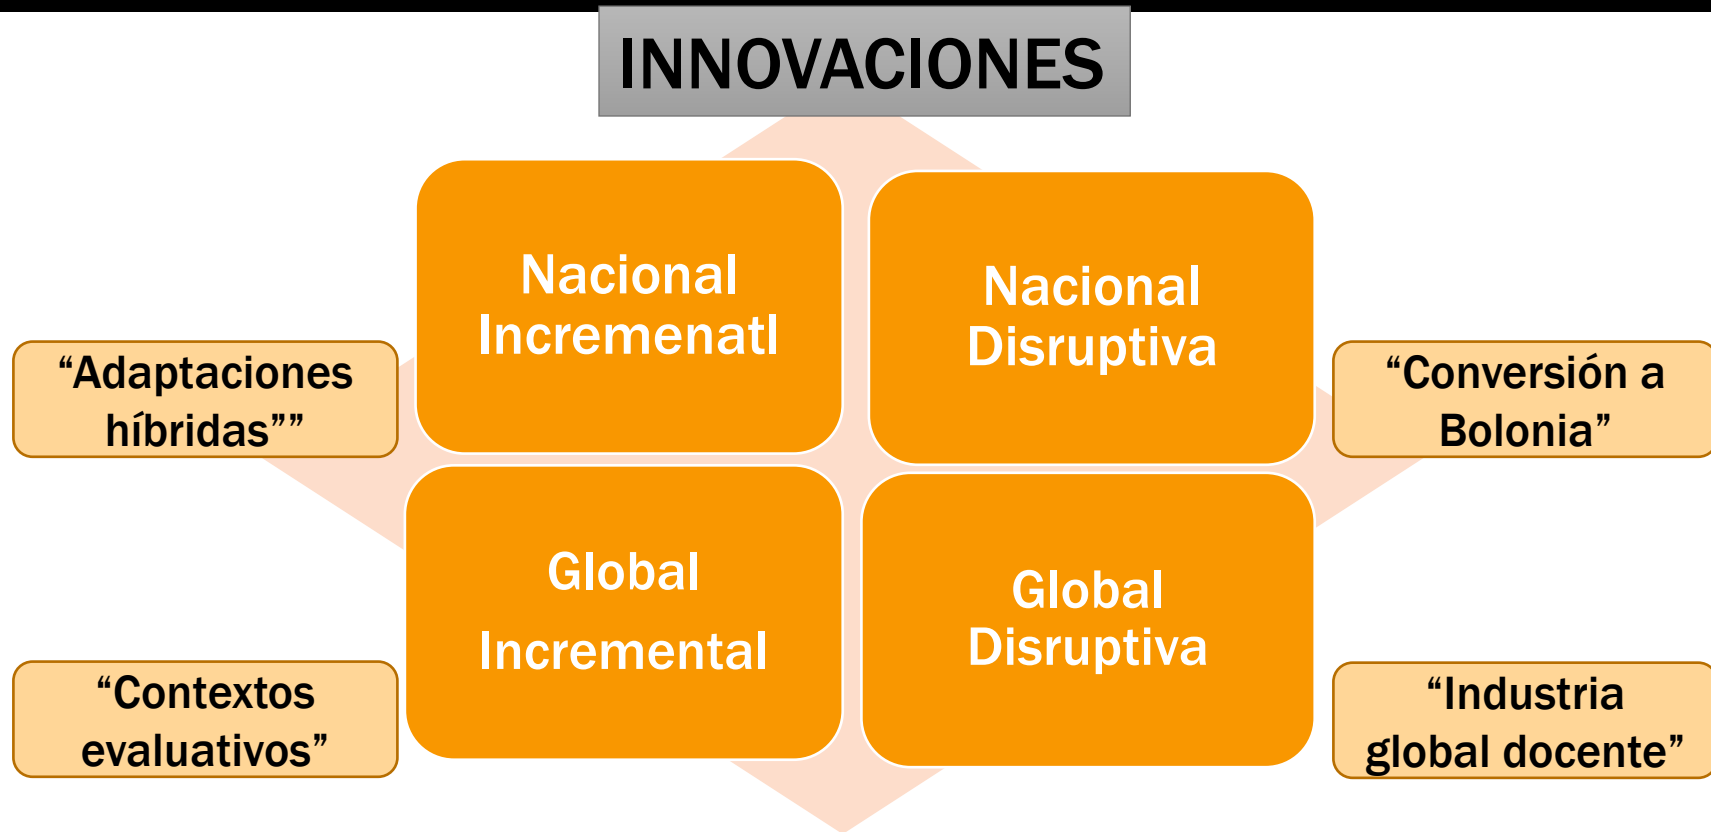 INNOVACIONES
Nacional
Incremenatl
Nacional
Disruptiva
“Adaptaciones
híbridas””
“Conversión a
Bolonia”
Global
Incremental
Global
Disruptiva
“Contextos
evaluativos”
“Industria
global docente”